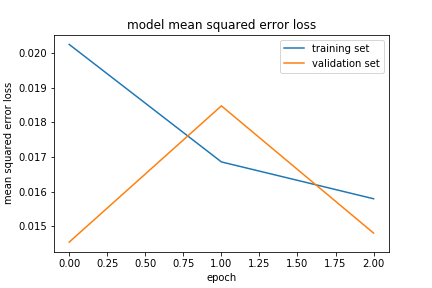 model mean squared error loss
training set
validation set
mean squared error loss
0.020
0.019
0.018
0.017
0.016
0.015
0.00 0.25 0.50 0.75 1.00 1.25 1.50 1.75 2.00
epoch